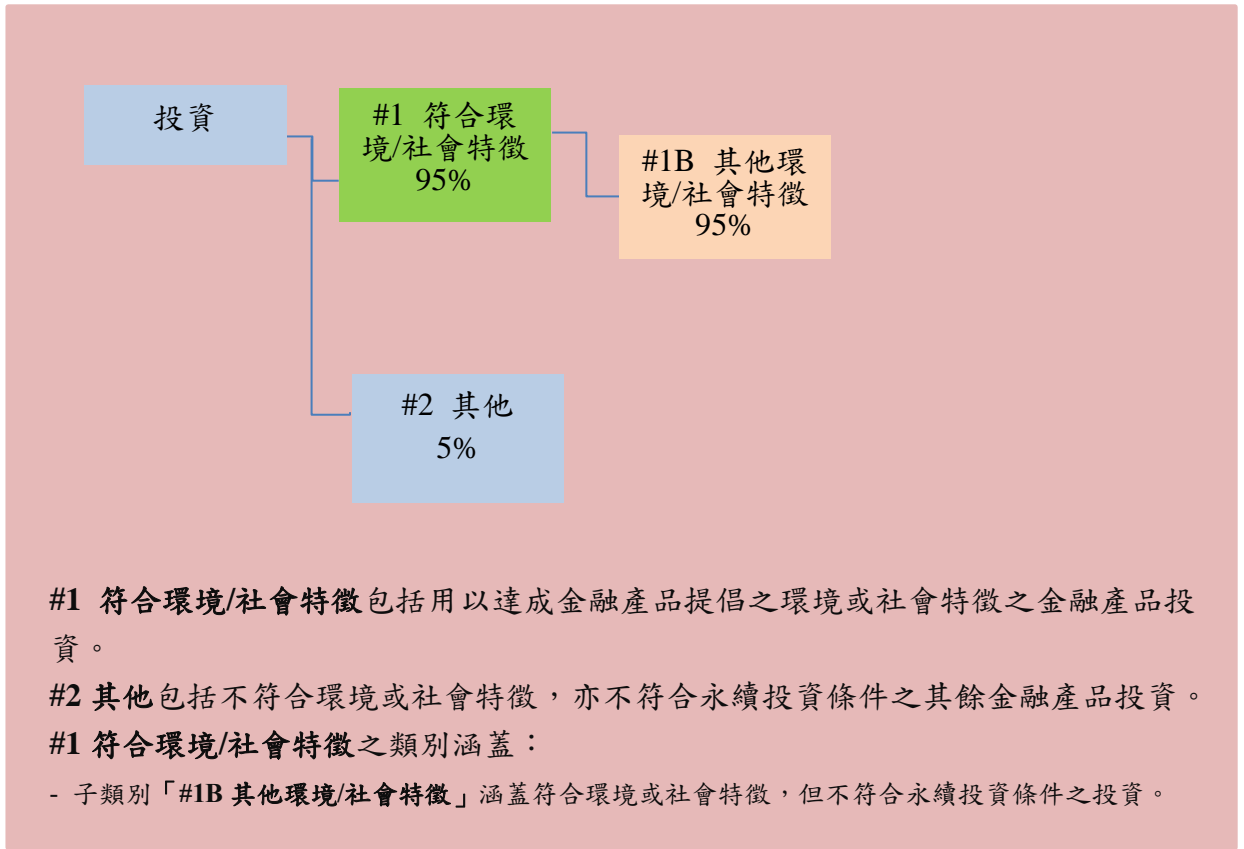 投資
#1 符合環
境/社會特徵
95%
#1B 其他環
境/社會特徵
95%
#2 其他
5%
#1 符合環境/社會特徵包括用以達成金融產品提倡之環境或社會特徵之金融產品投
資。
#2 其他包括不符合環境或社會特徵，亦不符合永續投資條件之其餘金融產品投資。
#1 符合環境/社會特徵之類別涵蓋：
- 子類別「#1B 其他環境/社會特徵」涵蓋符合環境或社會特徵，但不符合永續投資條件之投資。